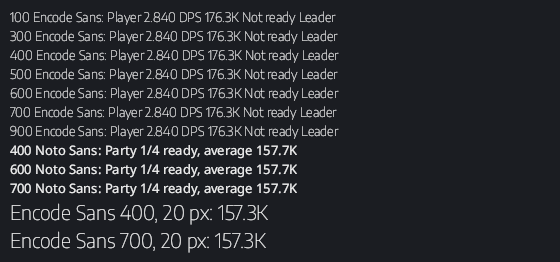 100 Encode Sans: Player 2.840 DPS 176.3K Not ready Leader
300 Encode Sans: Player 2.840 DPS 176.3K Not ready Leader
400 Encode Sans: Player 2.840 DPS 176.3K Not ready Leader
500 Encode Sans: Player 2.840 DPS 176.3K Not ready Leader
600 Encode Sans: Player 2.840 DPS 176.3K Not ready Leader
700 Encode Sans: Player 2.840 DPS 176.3K Not ready Leader
900 Encode Sans: Player 2.840 DPS 176.3K Not ready Leader
400 Noto Sans: Party 1/4 ready, average 157.7K
600 Noto Sans: Party 1/4 ready, average 157.7K
700 Noto Sans: Party 1/4 ready, average 157.7K
Encode Sans 400, 20 px: 157.3K
Encode Sans 700, 20 px: 157.3K